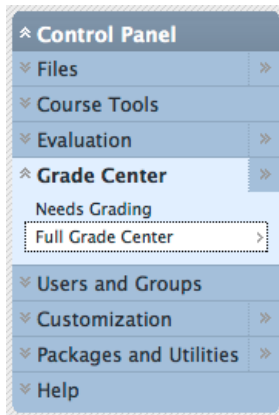 Control Panel
Files
Course Tools
Evaluation
Grade Center
Needs Grading
Full Grade Center
Users and Groups
Customization
Packages and Utilities
Help